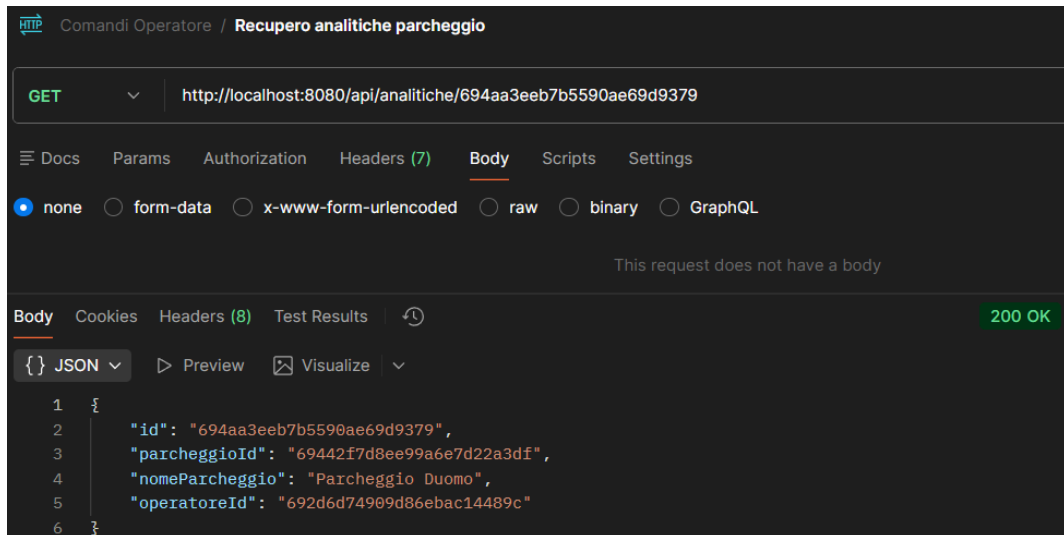 HTTP Comandi Operatore / Recupero analitiche parcheggio
GET http://localhost:8080/api/analitiche/694aa3eeb7b5590ae69d9379
Docs Params Authorization Headers (7) Body Scripts Settings
none form-data x-www-form-urlencoded raw binary GraphQL
This request does not have a body
Body Cookies Headers (8) Test Results 200 OK
{} JSON Preview Visualize
1 {
2 "id": "694aa3eeb7b5590ae69d9379",
3 "parcheggioId": "69442f7d8ee99a6e7d22a3df",
4 "nomeParcheggio": "Parcheggio Duomo",
5 "operatoreId": "692d6d74909d86ebac14489c"
6 }